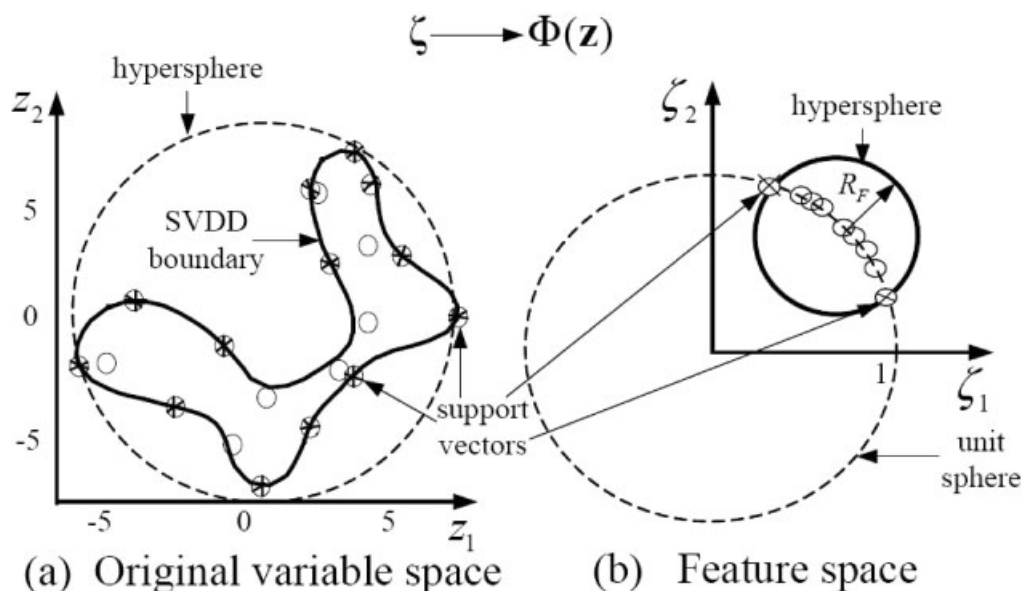 ζ → Φ(z)
hypersphere
z2
5
0
-5
SVDD
boundary
-5 0 5
z1
support
vectors
ζ2
hypersphere
RF
1
ζ1
unit
sphere
(a) Original variable space
(b) Feature space